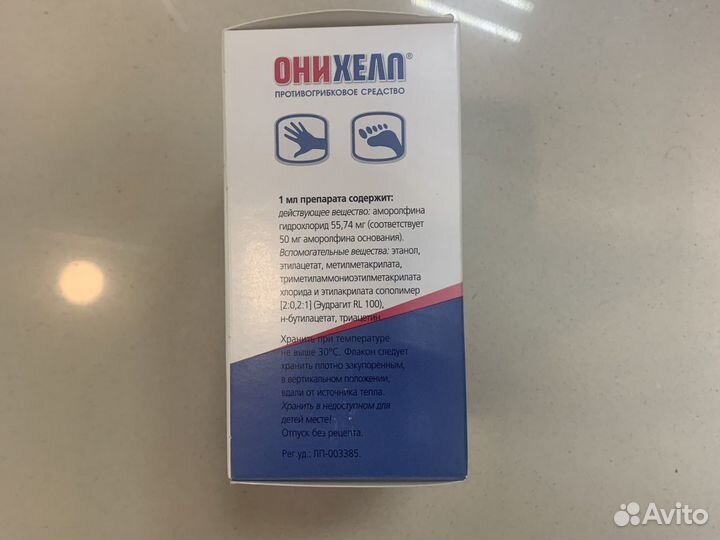 ОНИХЕЛП®
ПРОТИВОГРИБКОВОЕ СРЕДСТВО
1 мл препарата содержит:
действующее вещество: аморолфина
гидрохлорид 55,74 мг (соответствует
50 мг аморолфина основания).
Вспомогательные вещества: этанол,
этилацетат, метилметакрилата,
триметиламмониоэтилметакрилата
хлорида и этилакрилата сополимер
[2:0,2:1] (Эудрагит RL 100),
н-бутилацетат, триацетин.
Хранить при температуре
не выше 30°С. Флакон следует
хранить плотно закупоренным,
в вертикальном положении,
вдали от источника тепла.
Хранить в недоступном для
детей месте!
Отпуск без рецепта.
Рег.уд.: ЛП-003385.
Avito